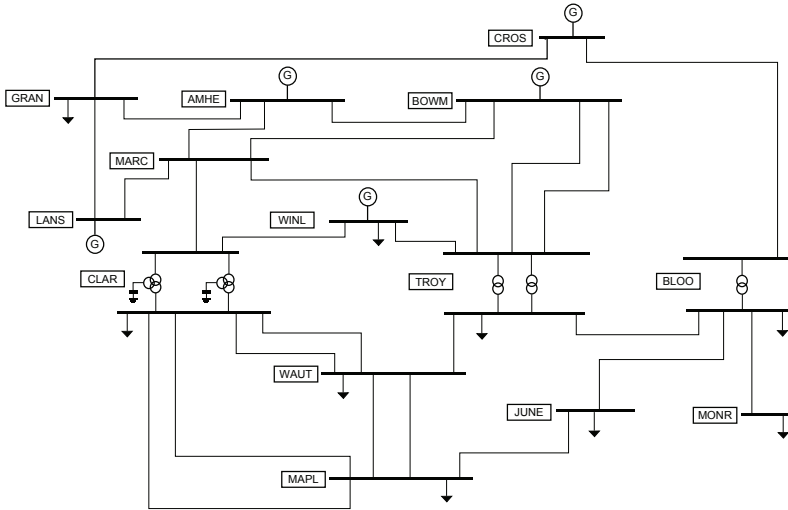 G
CROS
G
G
GRAN
AMHE
BOWM
MARC
G
LANS
WINL
G
CLAR
TROY
BLOO
WAUT
JUNE
MONR
MAPL